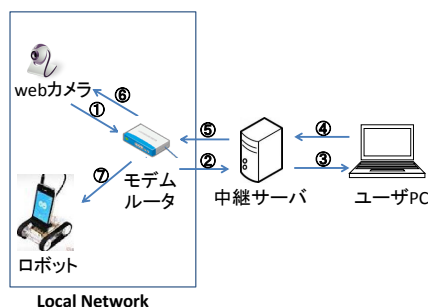 webカメラ
①
⑥
⑤
④
②
③
⑦
モデム
ルータ
中継サーバ
ユーザPC
ロボット
Local Network